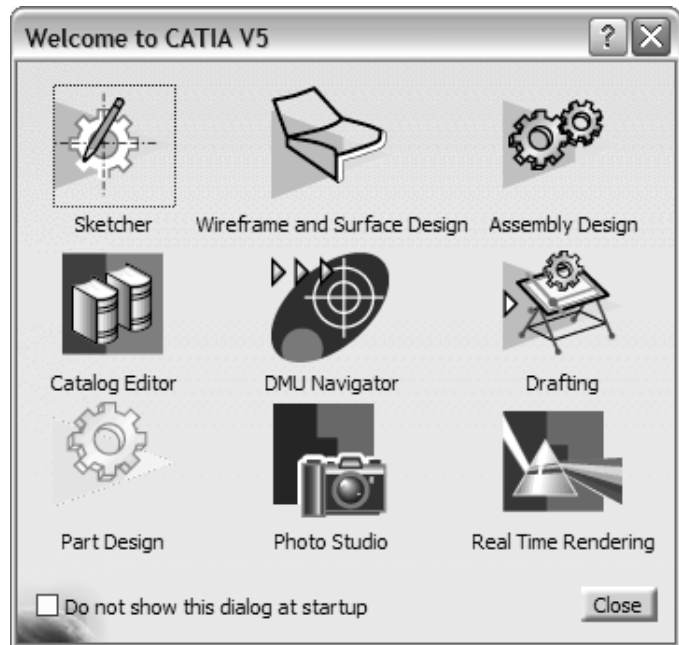 Welcome to CATIA V5
?
Sketcher
Wireframe and Surface Design
Assembly Design
Catalog Editor
DMU Navigator
Drafting
Part Design
Photo Studio
Real Time Rendering
Do not show this dialog at startup
Close